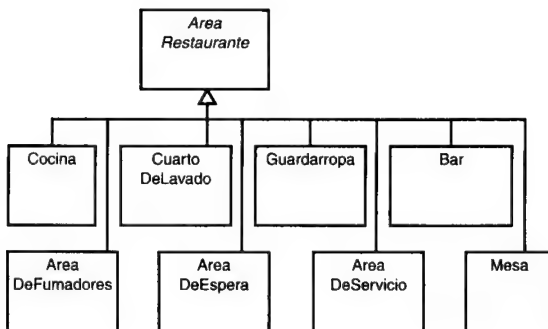 Area
Restaurante
Cocina
Cuarto
DeLavado
Guardarropa
Bar
Area
DeFumadores
Area
DeEspera
Area
DeServicio
Mesa